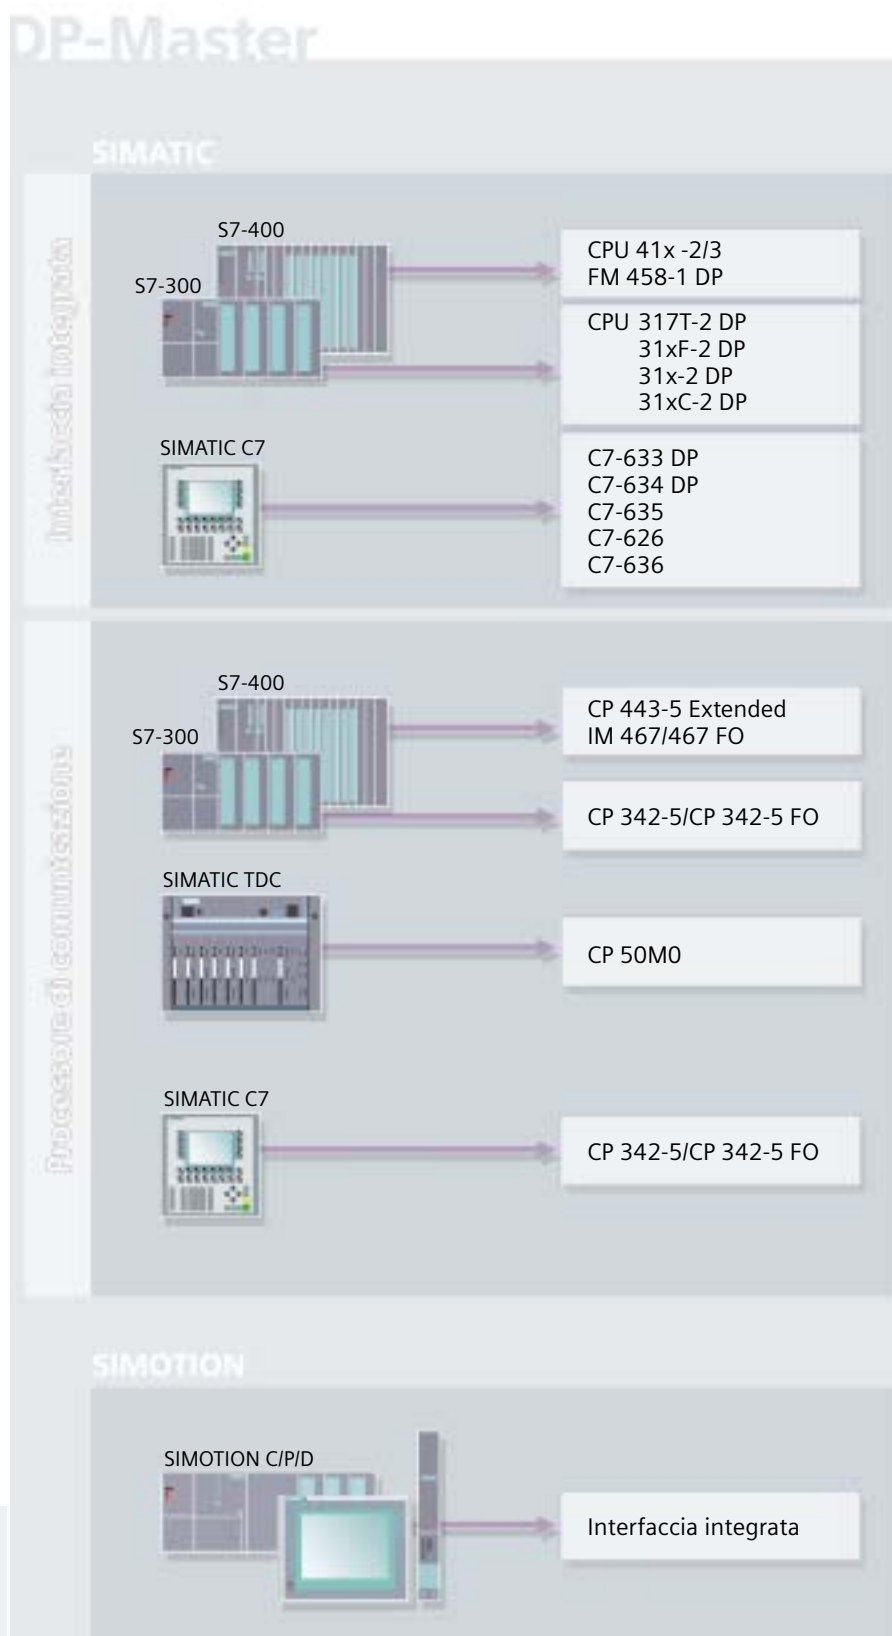 DP-Master
SIMATIC
Interfaccia integrata
S7-400
S7-300
CPU 41x -2/3
FM 458-1 DP
CPU 317T-2 DP
31xF-2 DP
31x-2 DP
31xC-2 DP
SIMATIC C7
C7-633 DP
C7-634 DP
C7-635
C7-626
C7-636
Processore di comunicazione
S7-400
S7-300
CP 443-5 Extended
IM 467/467 FO
CP 342-5/CP 342-5 FO
SIMATIC TDC
CP 50M0
SIMATIC C7
CP 342-5/CP 342-5 FO
SIMOTION
SIMOTION C/P/D
Interfaccia integrata